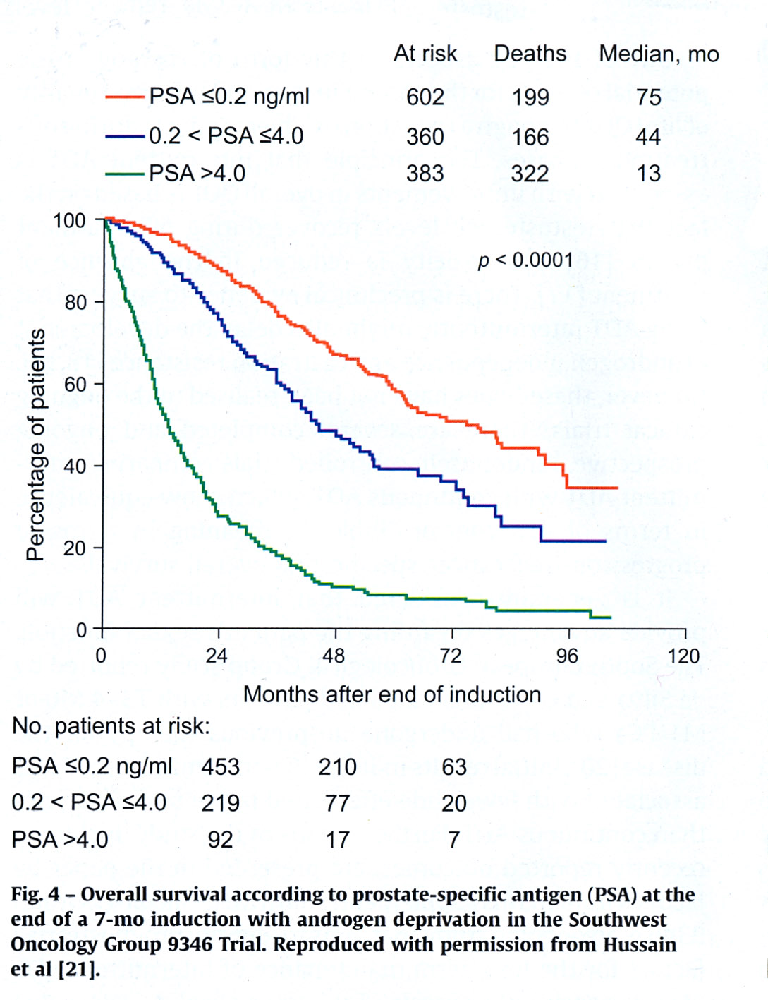 At risk Deaths Median, mo
PSA ≤0.2 ng/ml 602 199 75
0.2 < PSA ≤4.0 360 166 44
PSA >4.0 383 322 13
100
80
60
40
20
0
Percentage of patients
p < 0.0001
0 24 48 72 96 120
Months after end of induction
No. patients at risk:
PSA ≤0.2 ng/ml 453 210 63
0.2 < PSA ≤4.0 219 77 20
PSA >4.0 92 17 7
Fig. 4 – Overall survival according to prostate-specific antigen (PSA) at the
end of a 7-mo induction with androgen deprivation in the Southwest
Oncology Group 9346 Trial. Reproduced with permission from Hussain
et al [21].